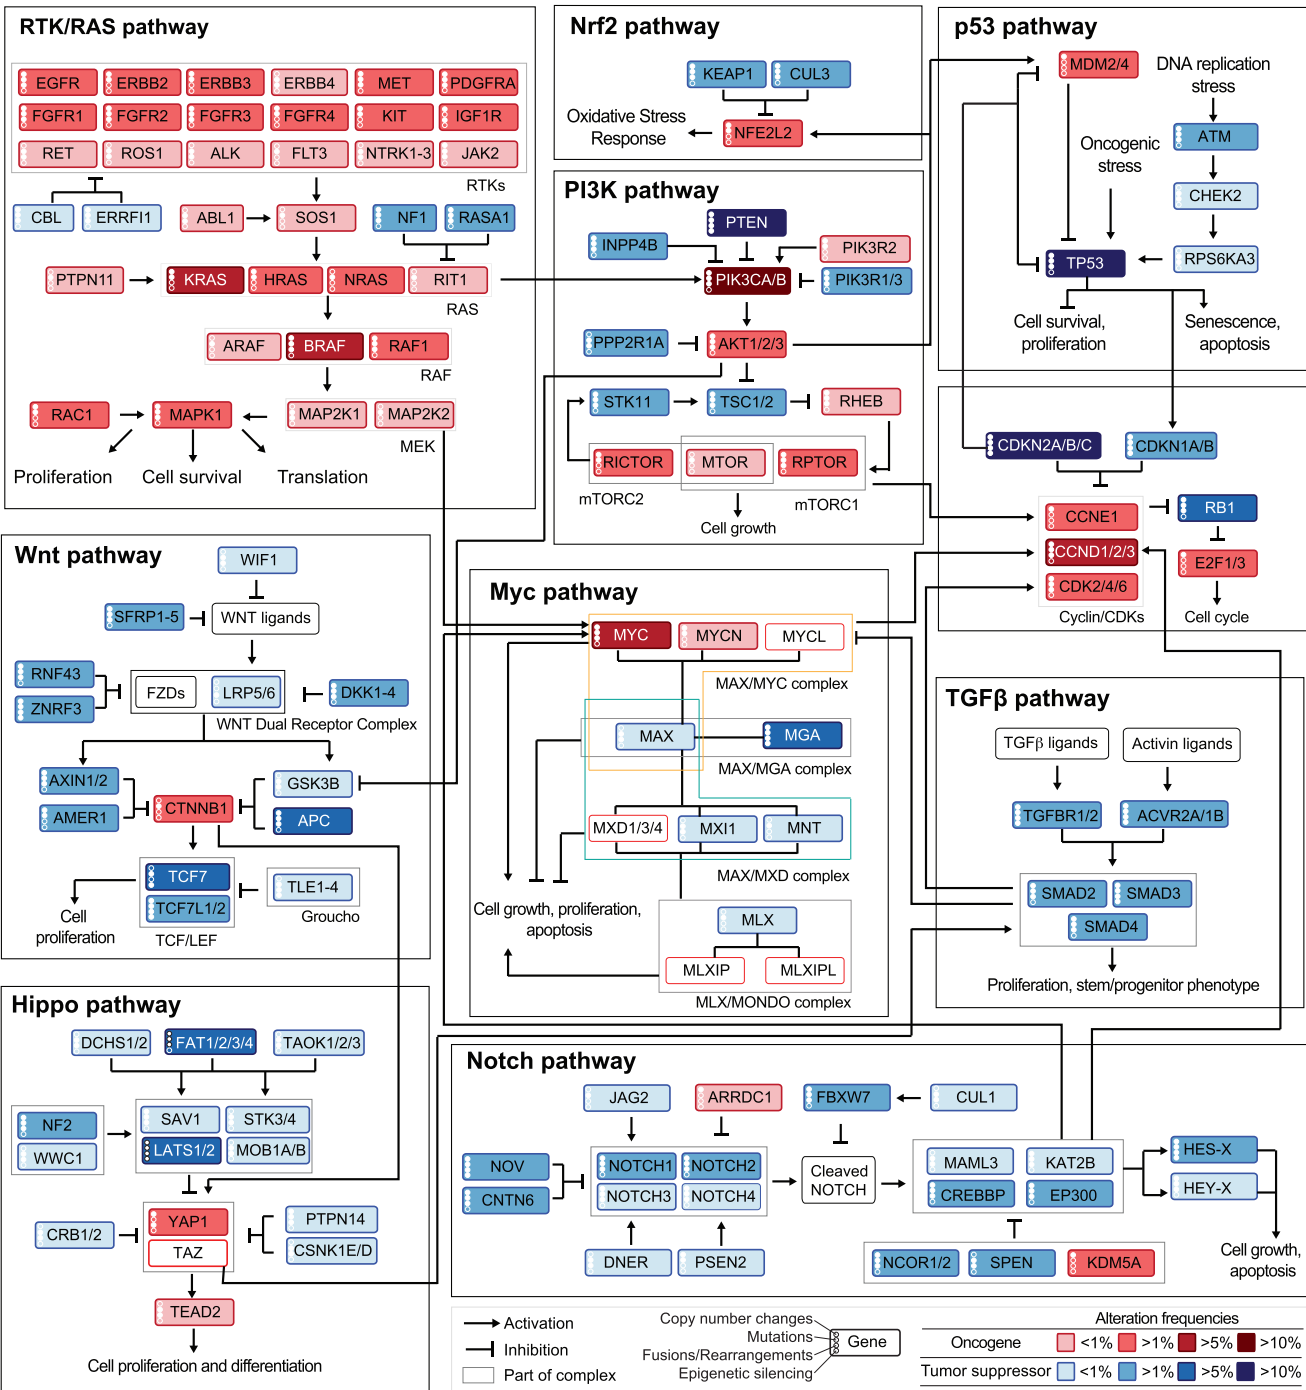 RTK/RAS pathway
EGFR ERBB2 ERBB3 ERBB4 MET PDGFRA
FGFR1 FGFR2 FGFR3 FGFR4 KIT IGF1R
RET ROS1 ALK FLT3 NTRK1-3 JAK2
RTKs
CBL ERRFI1 ABL1 SOS1 NF1 RASA1
PTPN11 KRAS HRAS NRAS RIT1
RAS
ARAF BRAF RAF1
RAF
RAC1 MAPK1 MAP2K1 MAP2K2
MEK
Proliferation Cell survival Translation
Nrf2 pathway
KEAP1 CUL3
Oxidative Stress
Response
NFE2L2
PI3K pathway
PTEN
INPP4B PIK3R2
PIK3CA/B PIK3R1/3
PPP2R1A AKT1/2/3
STK11 TSC1/2 RHEB
RICTOR MTOR RPTOR
mTORC2 mTORC1
Cell growth
p53 pathway
MDM2/4 DNA replication
stress
ATM
Oncogenic
stress
CHEK2
TP53 RPS6KA3
Cell survival,
proliferation
Senescence,
apoptosis
CDKN2A/B/C CDKN1A/B
CCNE1 RB1
CCND1/2/3 E2F1/3
CDK2/4/6
Cyclin/CDKs Cell cycle
Wnt pathway
WIF1
SFRP1-5 WNT ligands
RNF43
ZNRF3
FZDs LRP5/6 DKK1-4
WNT Dual Receptor Complex
AXIN1/2 GSK3B
AMER1 CTNNB1 APC
TCF7
TCF7L1/2
TLE1-4
Groucho
Cell
proliferation
TCF/LEF
Myc pathway
MYC MYCN MYCL
MAX/MYC complex
MAX MGA
MAX/MGA complex
MXD1/3/4 MXI1 MNT
MAX/MXD complex
Cell growth, proliferation,
apoptosis
MLX
MLXIP MLXIPL
MLX/MONDO complex
TGFβ pathway
TGFβ ligands Activin ligands
TGFBR1/2 ACVR2A/1B
SMAD2 SMAD3
SMAD4
Proliferation, stem/progenitor phenotype
Hippo pathway
DCHS1/2 FAT1/2/3/4 TAOK1/2/3
NF2
WWC1
SAV1 STK3/4
LATS1/2 MOB1A/B
CRB1/2 YAP1
TAZ
PTPN14
CSNK1E/D
TEAD2
Cell proliferation and differentiation
Notch pathway
JAG2 ARRDC1 FBXW7 CUL1
NOV
CNTN6
NOTCH1 NOTCH2
NOTCH3 NOTCH4
Cleaved
NOTCH
MAML3 KAT2B
CREBBP EP300
HES-X
HEY-X
DNER PSEN2
NCOR1/2 SPEN KDM5A
Cell growth,
apoptosis
Activation
Inhibition
Part of complex
Copy number changes
Mutations
Fusions/Rearrangements
Epigenetic silencing
Gene
Alteration frequencies
Oncogene <1% >1% >5% >10%
Tumor suppressor <1% >1% >5% >10%